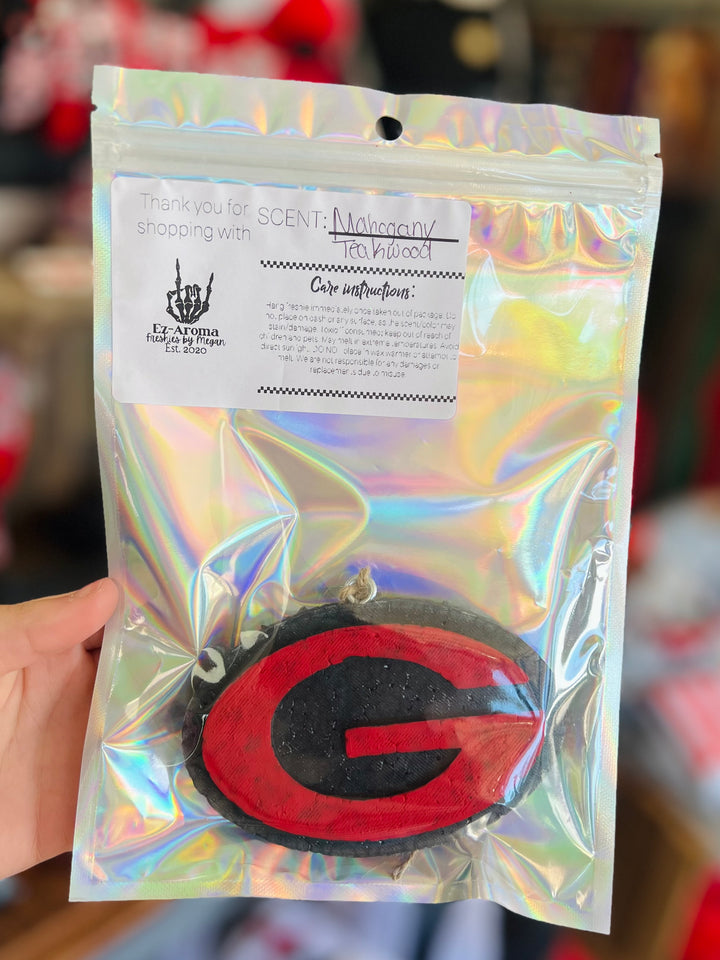 Thank you for
shopping with
Ez-Aroma
Freshies by Megan
Est. 2020
SCENT: Mahogany
Teakwood
Care instructions:
Hang freshie immediately once taken out of package. Do
not place on dash or any surface, as the scent/color may
stain/damage. Toxic if consumed; keep out of reach of
children and pets. May melt in extreme temperatures. Avoid
direct sunlight. DO NOT place in wax warmer or attempt to
melt. We are not responsible for any damages or
replacements due to misuse.
G